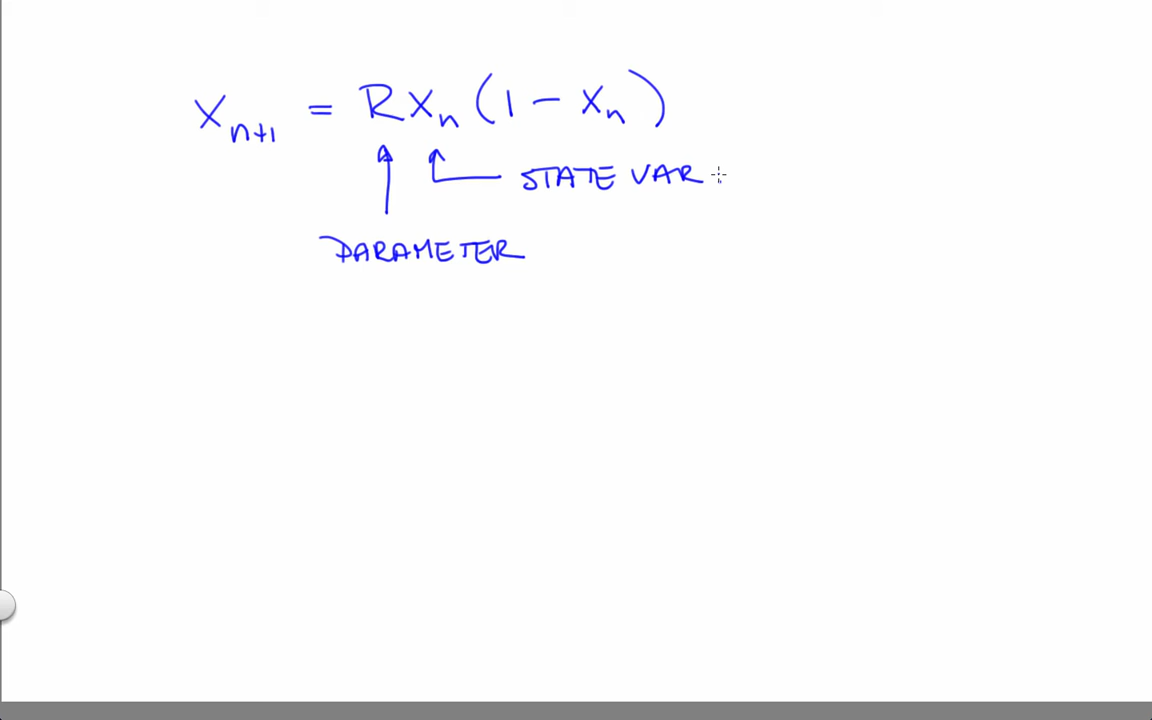 Xn+1 = RXn (1 - Xn)
STATE VAR
PARAMETER